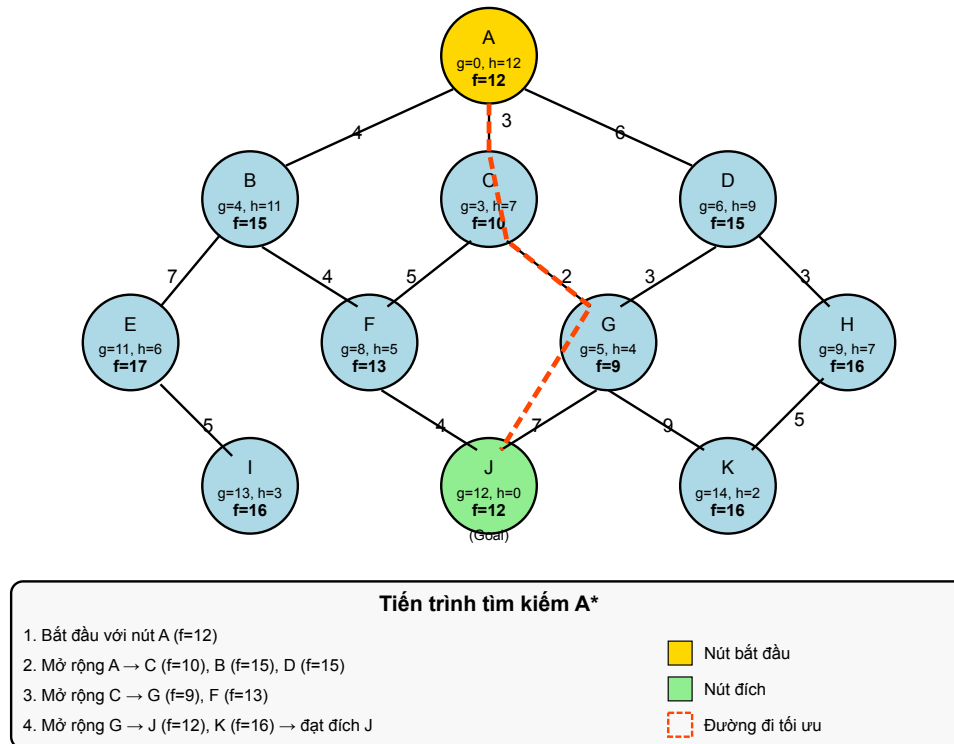 A
g=0, h=12
f=12
4
3
6
B
g=4, h=11
f=15
C
g=3, h=7
f=10
D
g=6, h=9
f=15
7
4
5
2
3
3
E
g=11, h=6
f=17
F
g=8, h=5
f=13
G
g=5, h=4
f=9
H
g=9, h=7
f=16
5
4
7
9
5
I
g=13, h=3
f=16
J
g=12, h=0
f=12
(Goal)
K
g=14, h=2
f=16
Tiến trình tìm kiếm A*
1. Bắt đầu với nút A (f=12)
2. Mở rộng A → C (f=10), B (f=15), D (f=15)
3. Mở rộng C → G (f=9), F (f=13)
4. Mở rộng G → J (f=12), K (f=16) → đạt đích J
Nút bắt đầu
Nút đích
Đường đi tối ưu